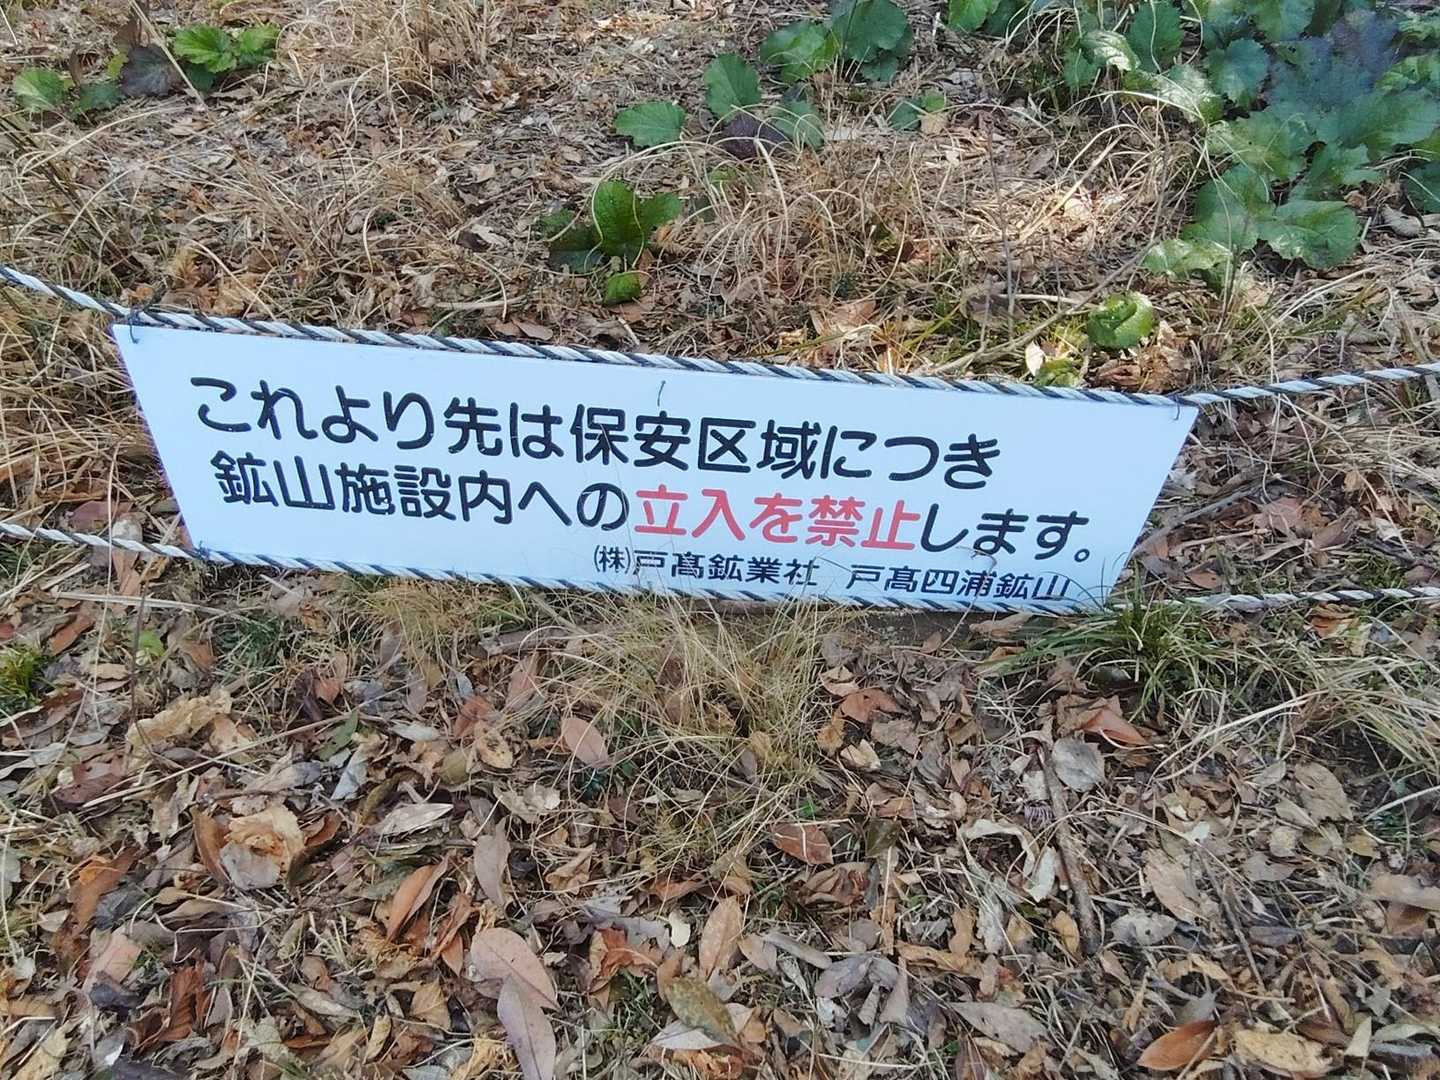 これより先は保安区域につき
鉱山施設内への立入を禁止します。
㈱戸髙鉱業社　戸髙四浦鉱山